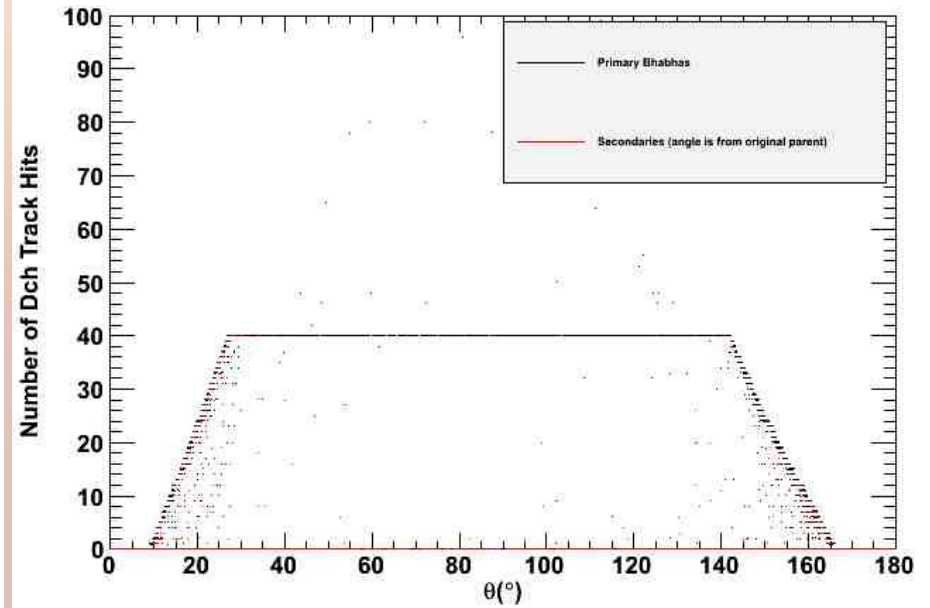 100
90
80
70
60
50
40
30
20
10
0
Number of Dch Track Hits
Primary Bhabhas
Secondaries (angle is from original parent)
0 20 40 60 80 100 120 140 160 180
θ(°)